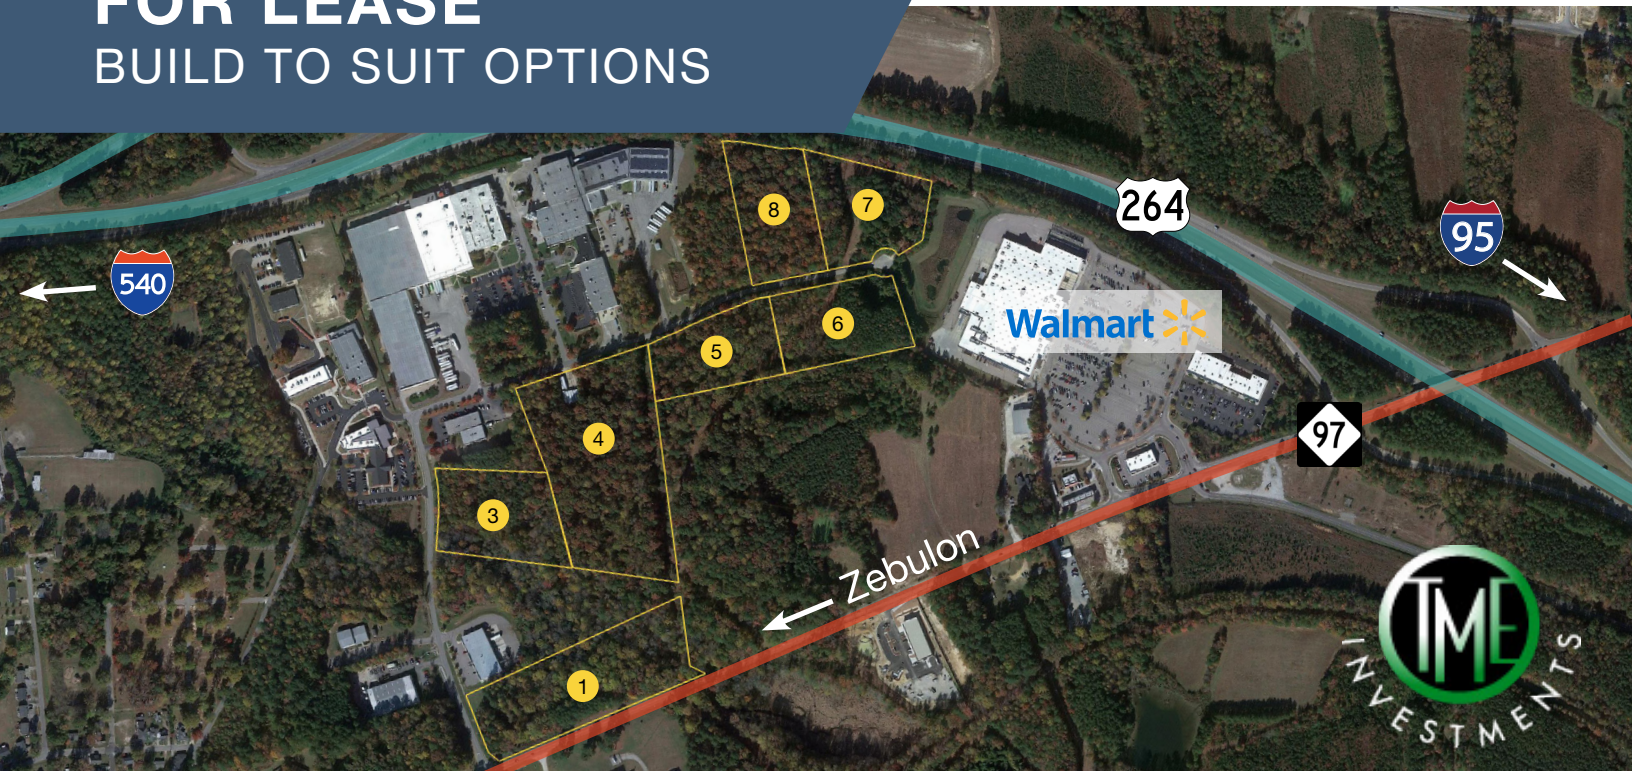 FOR LEASE
BUILD TO SUIT OPTIONS
8
7
264
95
540
Walmart
6
5
4
97
3
Zebulon
1
TME
INVESTMENTS